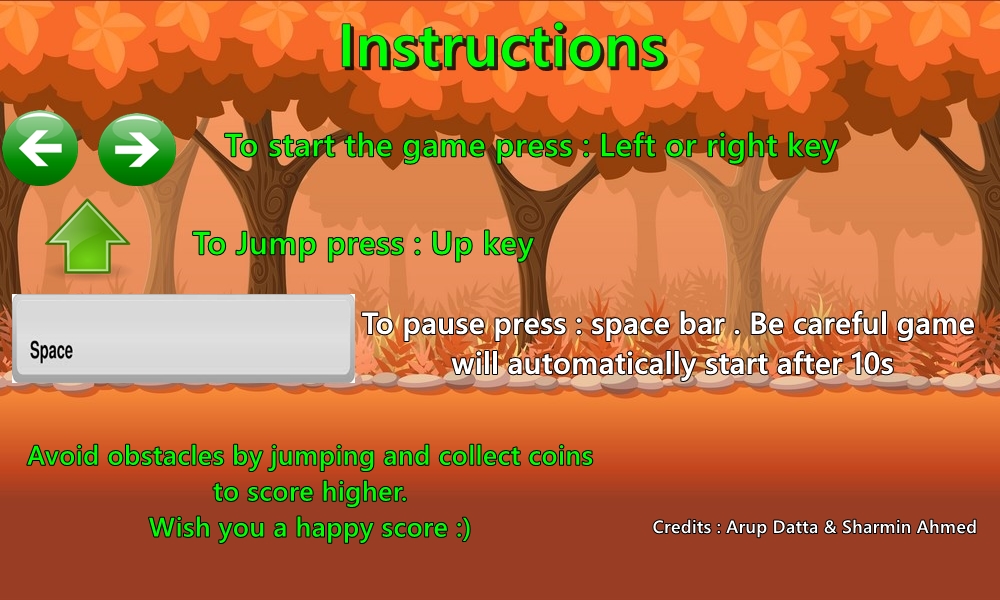 Instructions
To start the game press : Left or right key
To Jump press : Up key
Space
To pause press : space bar . Be careful game
will automatically start after 10s
Avoid obstacles by jumping and collect coins
to score higher.
Wish you a happy score :)
Credits : Arup Datta & Sharmin Ahmed